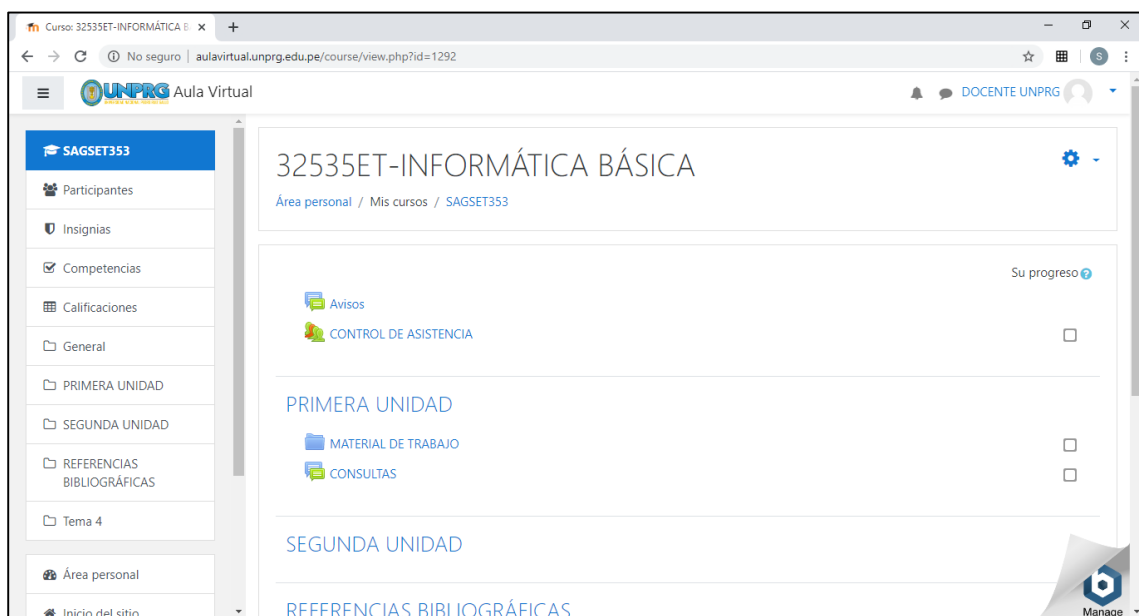 Curso: 32535ET-INFORMÁTICA B
No seguro | aulavirtual.unprg.edu.pe/course/view.php?id=1292
S
UNPRG Aula Virtual
DOCENTE UNPRG
SAGSET353
Participantes
Insignias
Competencias
Calificaciones
General
PRIMERA UNIDAD
SEGUNDA UNIDAD
REFERENCIAS
BIBLIOGRÁFICAS
Tema 4
Área personal
Inicio del sitio
32535ET-INFORMÁTICA BÁSICA
Área personal / Mis cursos / SAGSET353
Su progreso
Avisos
CONTROL DE ASISTENCIA
PRIMERA UNIDAD
MATERIAL DE TRABAJO
CONSULTAS
SEGUNDA UNIDAD
REFERENCIAS BIBLIOGRÁFICAS
Manage